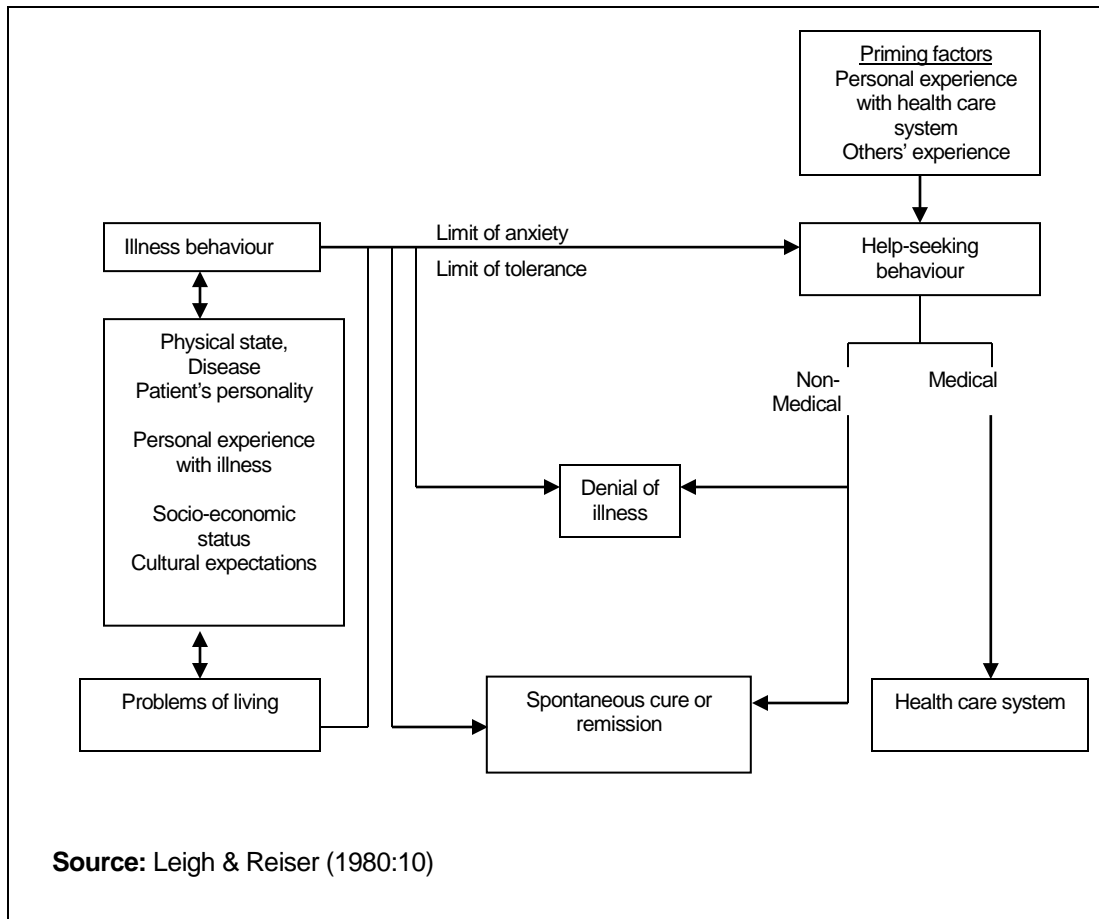 Priming factors
Personal experience
with health care
system
Others’ experience
Illness behaviour
Limit of anxiety
Limit of tolerance
Help-seeking
behaviour
Physical state,
Disease
Patient’s personality
Personal experience
with illness
Socio-economic
status
Cultural expectations
Non-
Medical
Medical
Denial of
illness
Problems of living
Spontaneous cure or
remission
Health care system
Source: Leigh & Reiser (1980:10)